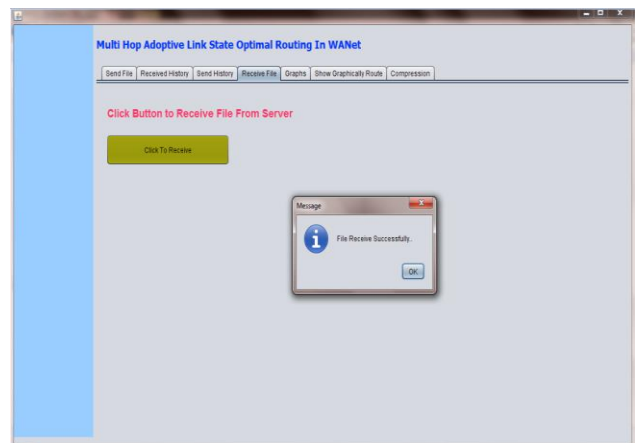 Multi Hop Adoptive Link State Optimal Routing In WANet
Send File Received History Send History Receive File Graphs Show Graphically Route Compression
Click Button to Receive File From Server
Click To Receive
Message
File Receive Successfully.
OK